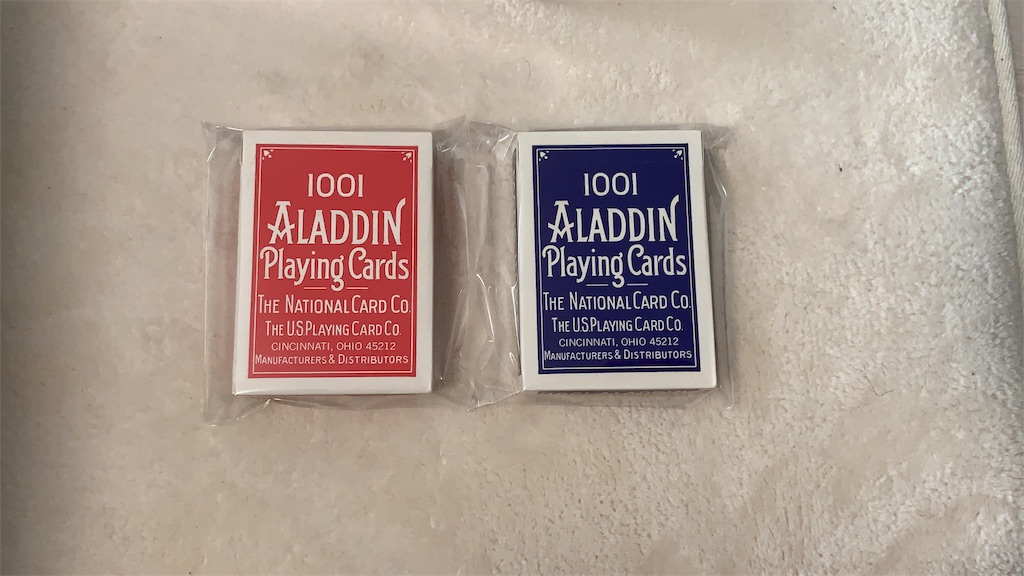 1001
ALADDIN
Playing Cards
THE NATIONAL CARD CO.
THE U.S. PLAYING CARD CO.
CINCINNATI, OHIO 45212
MANUFACTURERS & DISTRIBUTORS
1001
ALADDIN
Playing Cards
THE NATIONAL CARD CO.
THE U.S. PLAYING CARD CO.
CINCINNATI, OHIO 45212
MANUFACTURERS & DISTRIBUTORS